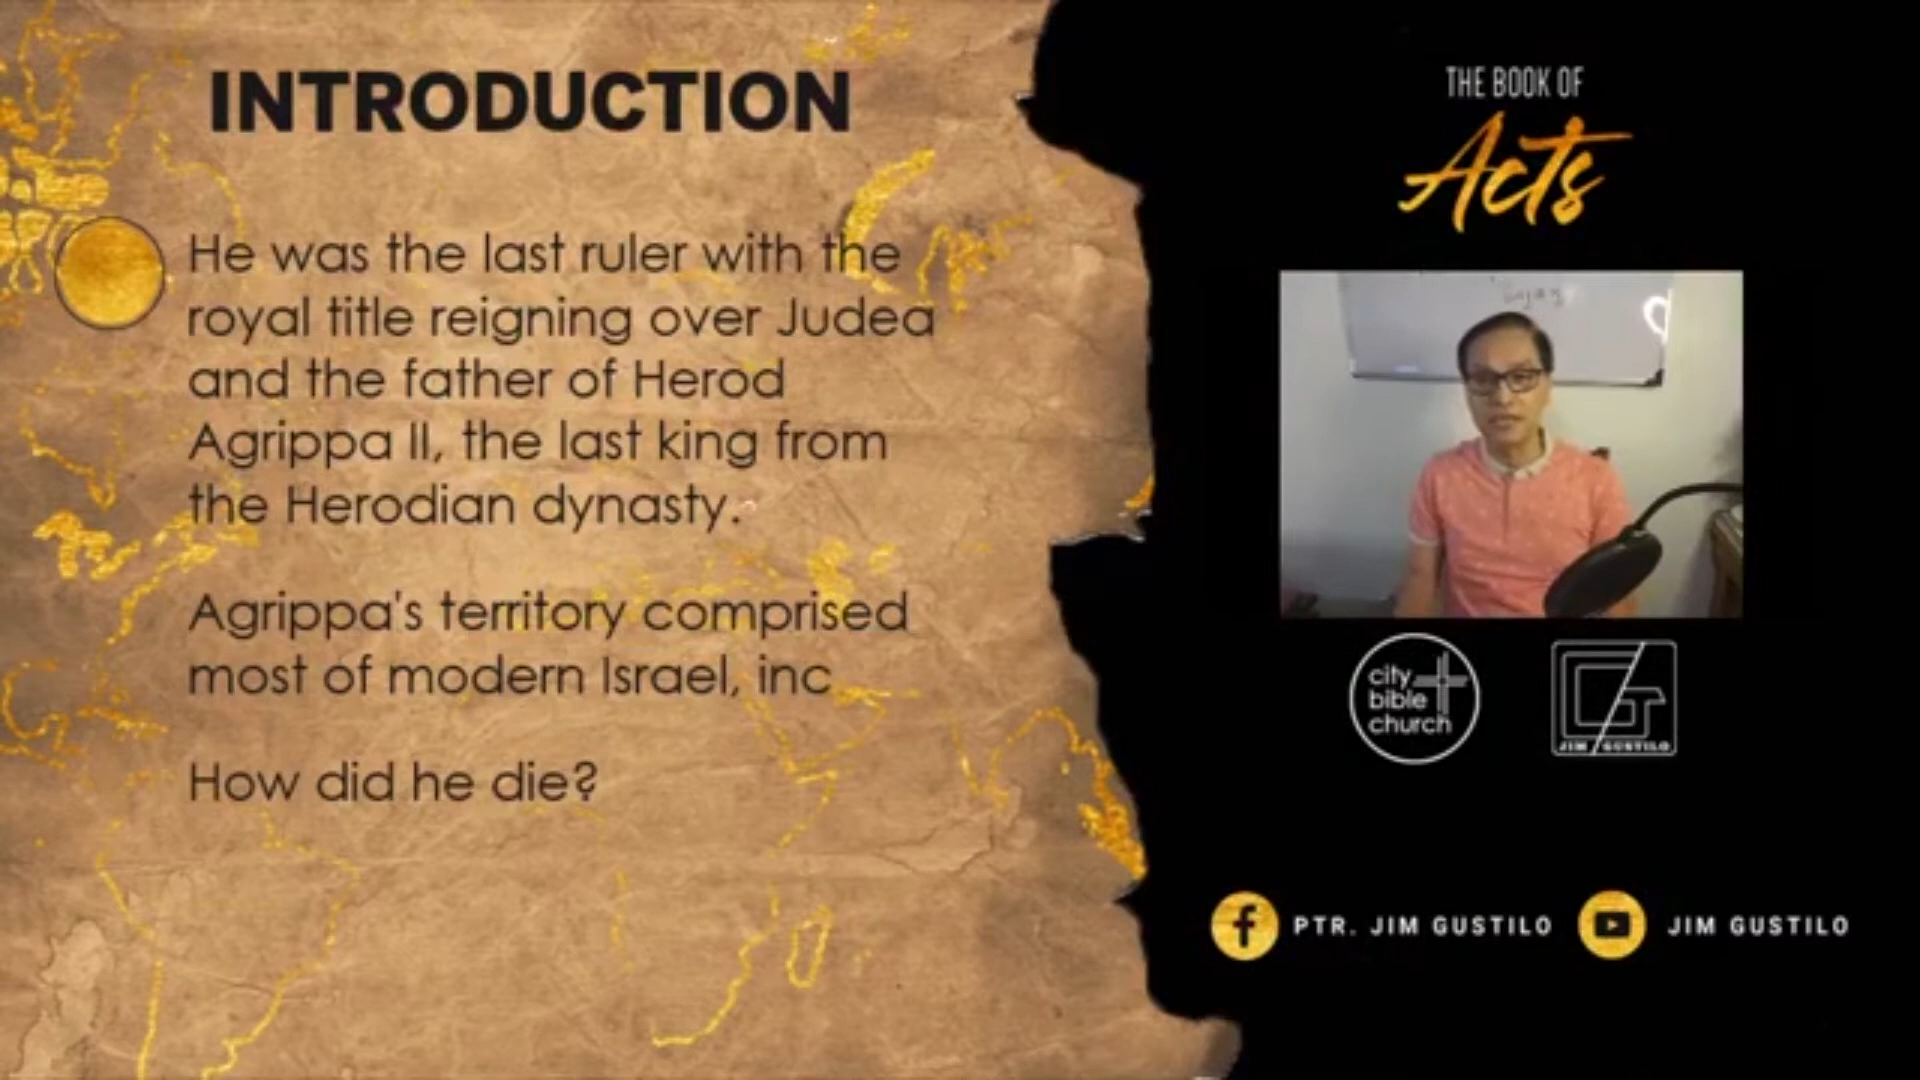 INTRODUCTION
He was the last ruler with the
royal title reigning over Judea
and the father of Herod
Agrippa II, the last king from
the Herodian dynasty.
Agrippa's territory comprised
most of modern Israel, inc
How did he die?
THE BOOK OF
Acts
city
bible
church
JIM GUSTILO
PTR. JIM GUSTILO
JIM GUSTILO